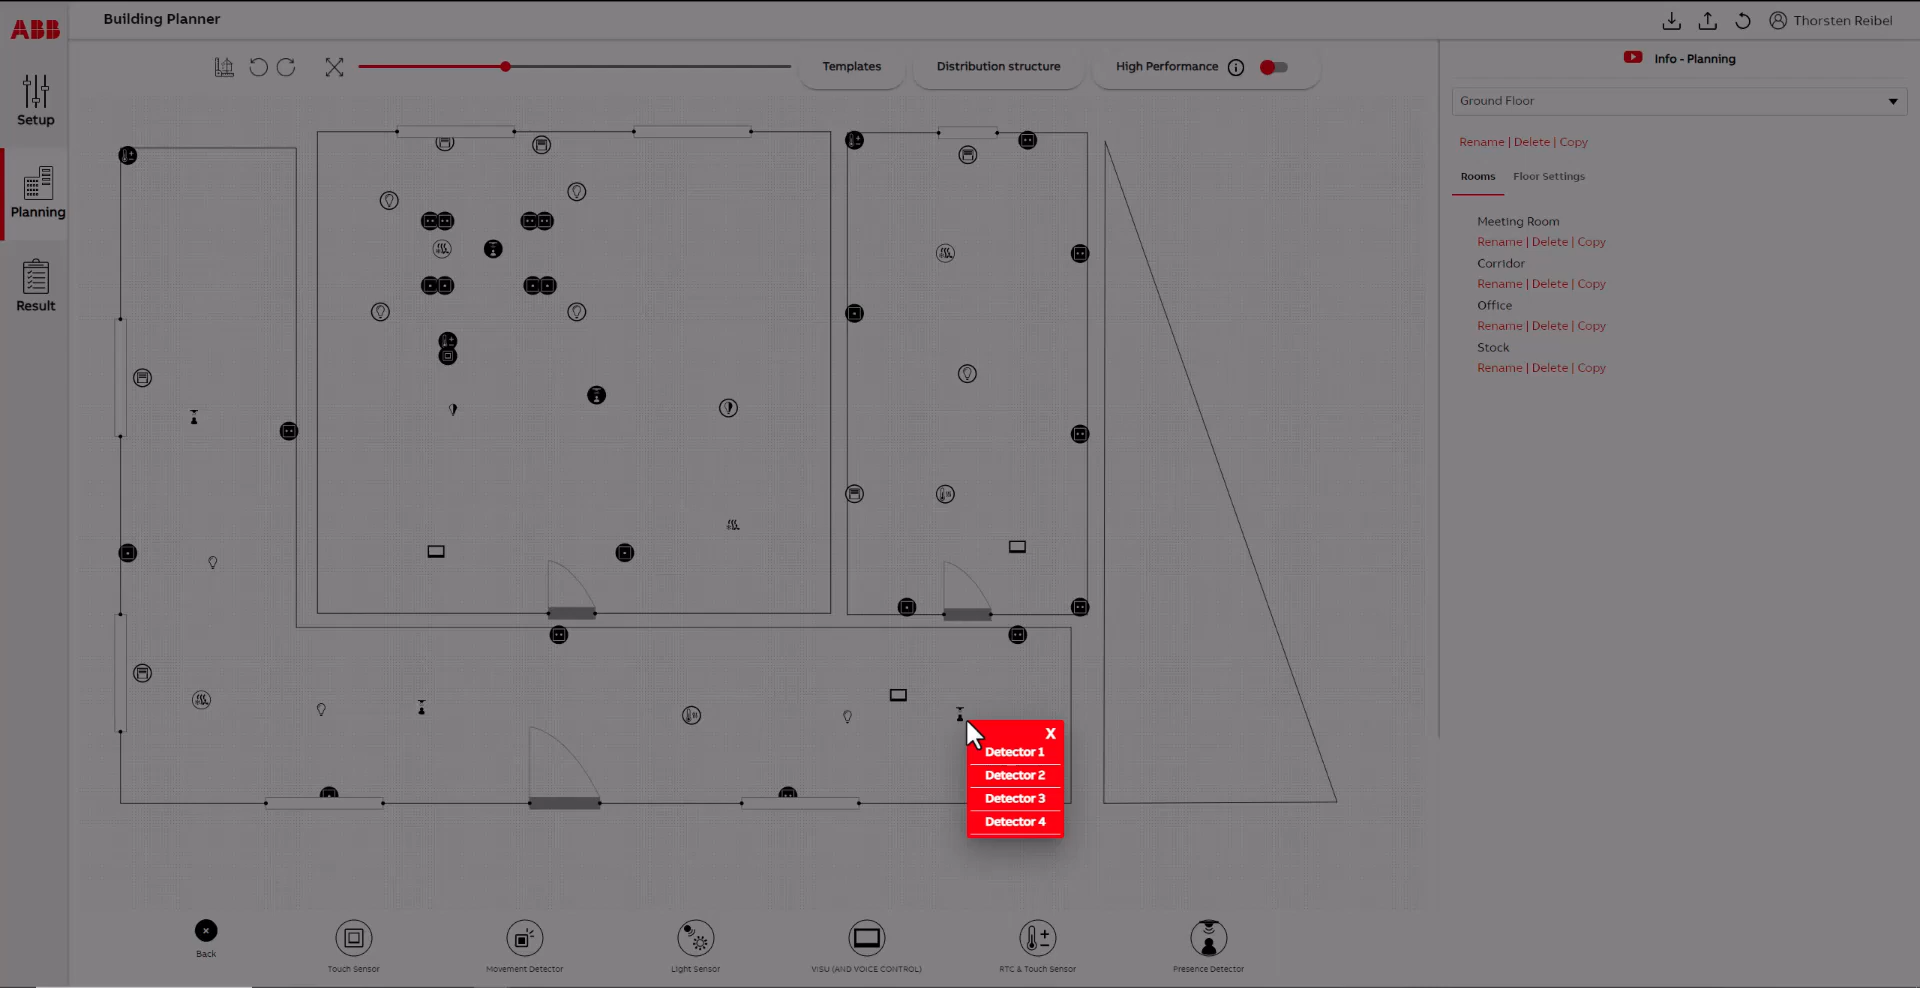 ABB
Building Planner
Thorsten Reibel
Setup
Planning
Result
Templates
Distribution structure
High Performance
Info - Planning
Ground Floor
Rename | Delete | Copy
Rooms
Floor Settings
Meeting Room
Rename | Delete | Copy
Corridor
Rename | Delete | Copy
Office
Rename | Delete | Copy
Stock
Rename | Delete | Copy
X
Detector 1
Detector 2
Detector 3
Detector 4
Back
Touch Sensor
Movement Detector
Light Sensor
VISU (AND VOICE CONTROL)
RTC & Touch Sensor
Presence Detector